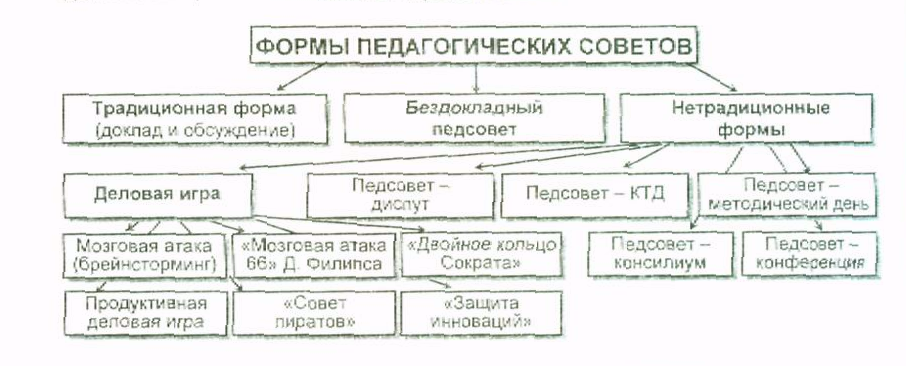 ФОРМЫ ПЕДАГОГИЧЕСКИХ СОВЕТОВ
Традиционная форма
(доклад и обсуждение)
Бездокладный
педсовет
Нетрадиционные
формы
Деловая игра
Педсовет –
диспут
Педсовет – КТД
Педсовет –
методический день
Мозговая атака
(брейнсторминг)
«Мозговая атака
66» Д. Филипса
«Двойное кольцо
Сократа»
Педсовет –
консилиум
Педсовет –
конференция
Продуктивная
деловая игра
«Совет
пиратов»
«Защита
инноваций»